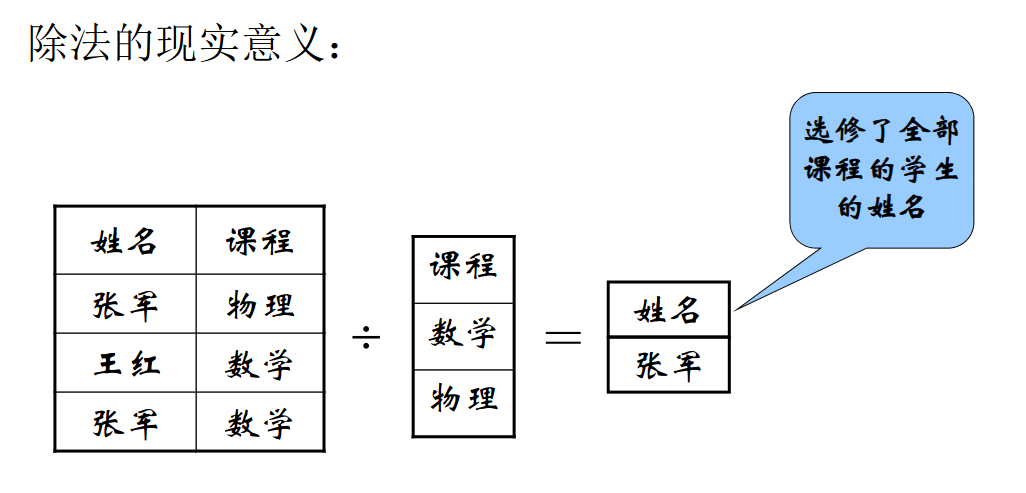 除法的现实意义：
选修了全部
课程的学生
的姓名
姓名 课程
张军 物理
王红 数学
张军 数学
÷
课程
数学
物理
＝
姓名
张军